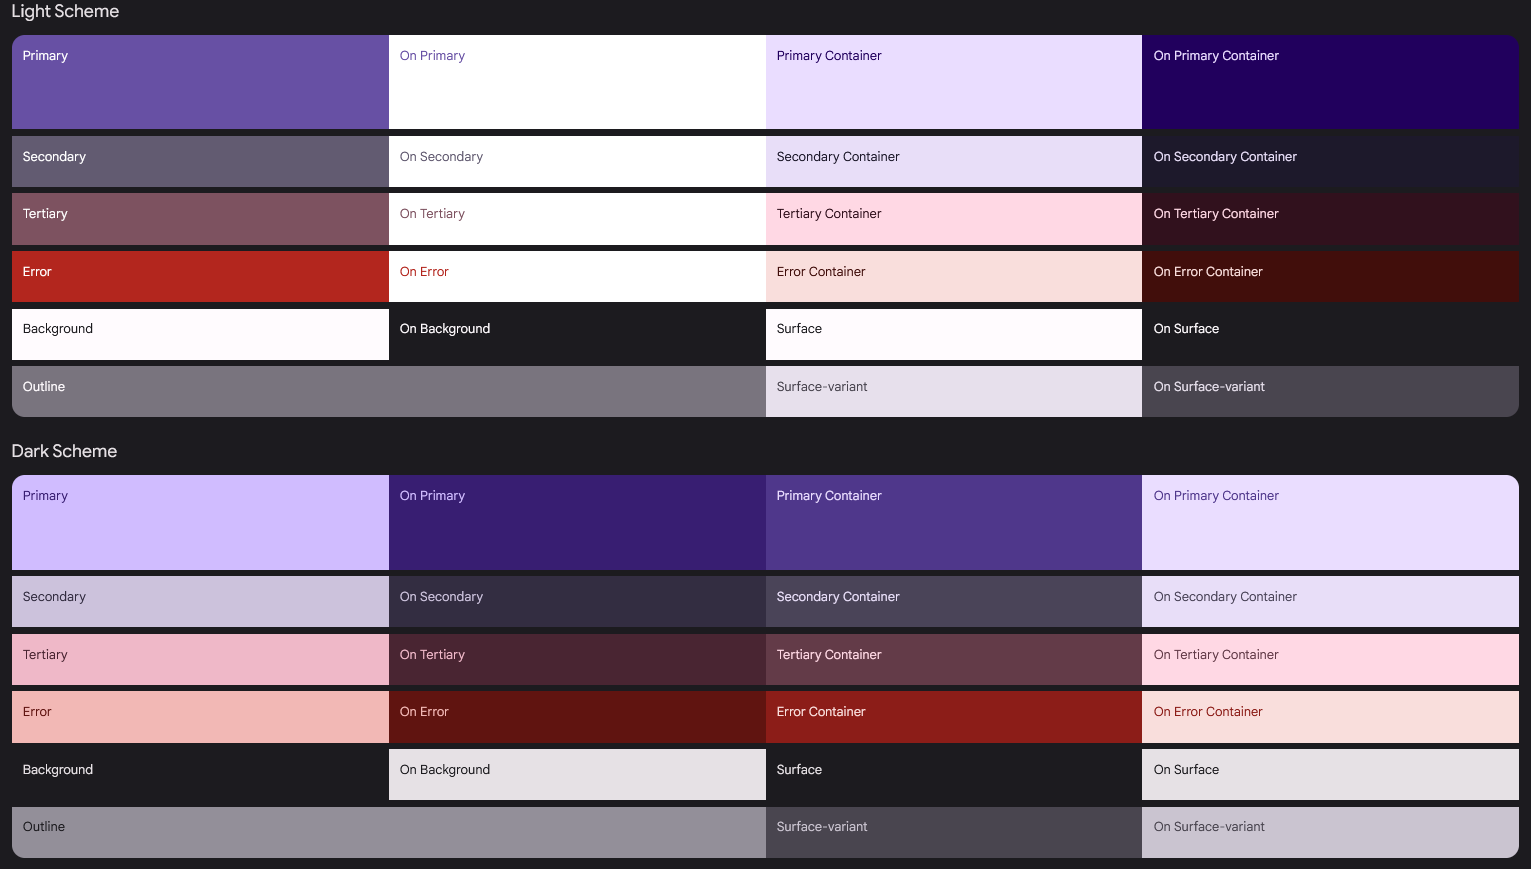 Light Scheme
Primary
On Primary
Primary Container
On Primary Container
Secondary
On Secondary
Secondary Container
On Secondary Container
Tertiary
On Tertiary
Tertiary Container
On Tertiary Container
Error
On Error
Error Container
On Error Container
Background
On Background
Surface
On Surface
Outline
Surface-variant
On Surface-variant
Dark Scheme
Primary
On Primary
Primary Container
On Primary Container
Secondary
On Secondary
Secondary Container
On Secondary Container
Tertiary
On Tertiary
Tertiary Container
On Tertiary Container
Error
On Error
Error Container
On Error Container
Background
On Background
Surface
On Surface
Outline
Surface-variant
On Surface-variant